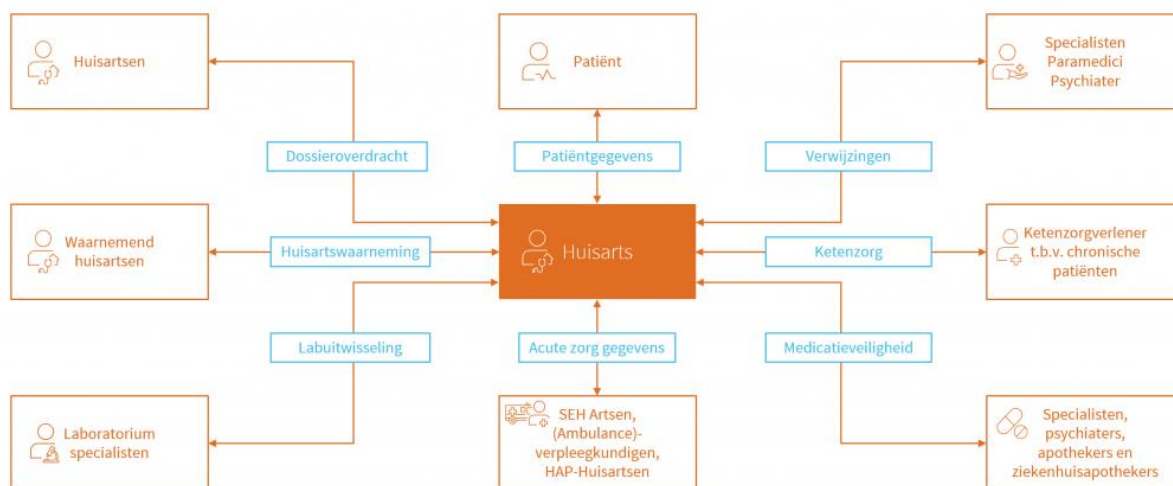 Huisartsen
Patiënt
Specialisten
Paramedici
Psychiater
Dossieroverdracht
Patiëntgegevens
Verwijzingen
Waarnemend
huisartsen
Huisartswaarneming
Huisarts
Ketenzorg
Ketenzorgverlener
t.b.v. chronische
patiënten
Labuitwisseling
Acute zorg gegevens
Medicatieveiligheid
Laboratorium
specialisten
SEH Artsen,
(Ambulance)-
verpleegkundigen,
HAP-Huisartsen
Specialisten,
psychiaters,
apothekers en
ziekenhuisapothekers